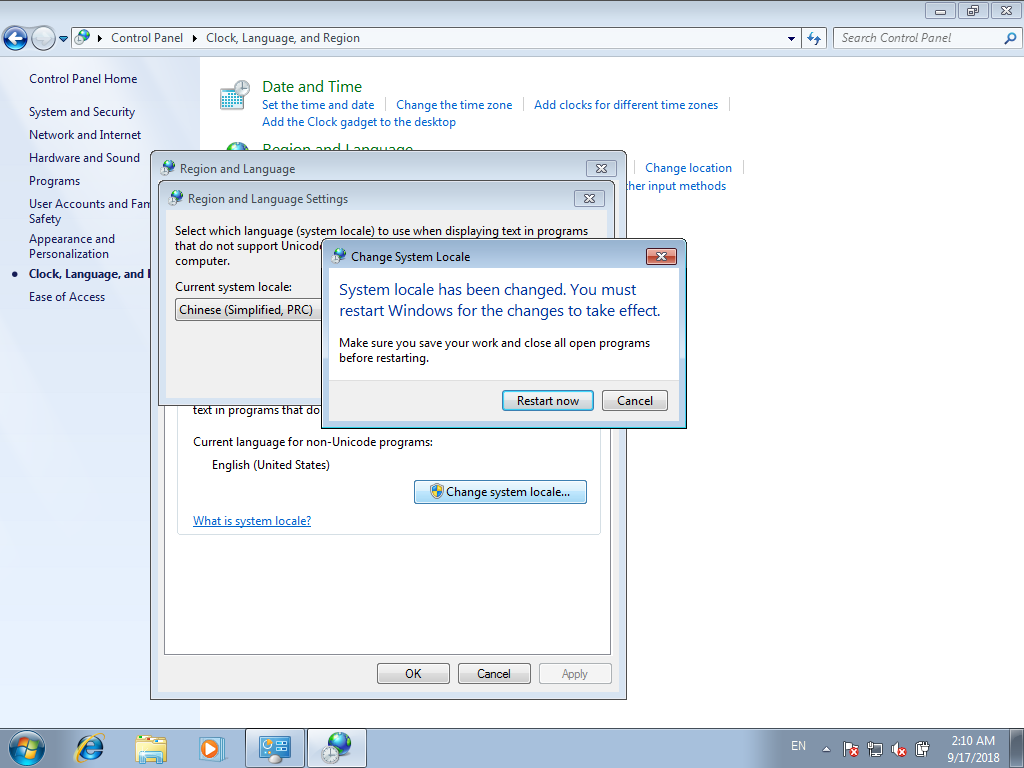 Control Panel
Clock, Language, and Region
Search Control Panel
Control Panel Home
System and Security
Network and Internet
Hardware and Sound
Programs
User Accounts and Fam
Safety
Appearance and
Personalization
Clock, Language, and
Ease of Access
Date and Time
Set the time and date
Change the time zone
Add clocks for different time zones
Add the Clock gadget to the desktop
Region and Language
Change location
her input methods
Region and Language
Region and Language Settings
Select which language (system locale) to use when displaying text in programs
that do not support Unicode
computer.
Current system locale:
Chinese (Simplified, PRC)
Change System Locale
System locale has been changed. You must
restart Windows for the changes to take effect.
Make sure you save your work and close all open programs
before restarting.
Restart now
Cancel
text in programs that do
Current language for non-Unicode programs:
English (United States)
Change system locale...
What is system locale?
OK
Cancel
Apply
EN
2:10 AM
9/17/2018